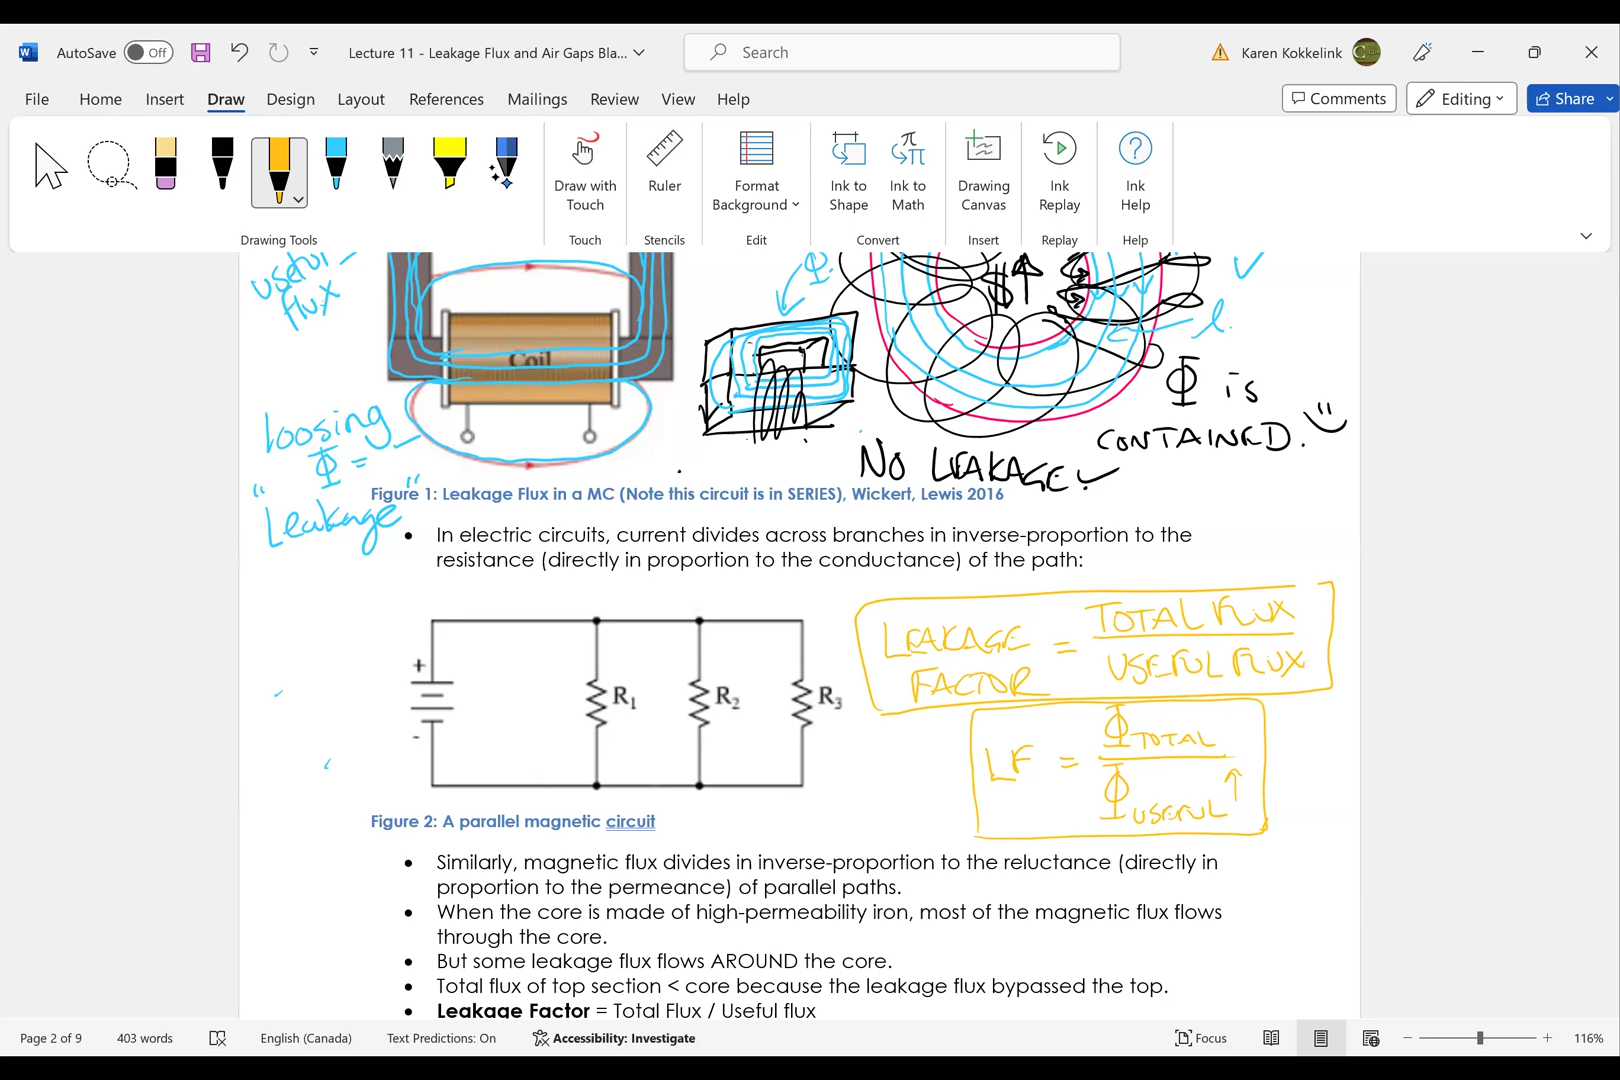 AutoSave Off Lecture 11 - Leakage Flux and Air Gaps Bla... Search Karen Kokkelink
File Home Insert Draw Design Layout References Mailings Review View Help Comments Editing Share
Draw with Touch
Ruler
Format Background
Ink to Shape
Ink to Math
Drawing Canvas
Ink Replay
Ink Help
Drawing Tools Touch Stencils Edit Convert Insert Replay Help
useful
flux
Φ
$↑
l
Coil
Φ is
CONTAINED.
NO LEAKAGE
Loosing
Φ =
"Leakage"
Figure 1: Leakage Flux in a MC (Note this circuit is in SERIES), Wickert, Lewis 2016
• In electric circuits, current divides across branches in inverse-proportion to the
resistance (directly in proportion to the conductance) of the path:
LEAKAGE FACTOR = TOTAL FLUX / USEFUL FLUX
+
-
R1 R2 R3
LF = Φ TOTAL / Φ USEFUL ↑
Figure 2: A parallel magnetic circuit
• Similarly, magnetic flux divides in inverse-proportion to the reluctance (directly in
proportion to the permeance) of parallel paths.
• When the core is made of high-permeability iron, most of the magnetic flux flows
through the core.
• But some leakage flux flows AROUND the core.
• Total flux of top section < core because the leakage flux bypassed the top.
• Leakage Factor = Total Flux / Useful flux
Page 2 of 9 403 words English (Canada) Text Predictions: On Accessibility: Investigate Focus 116%